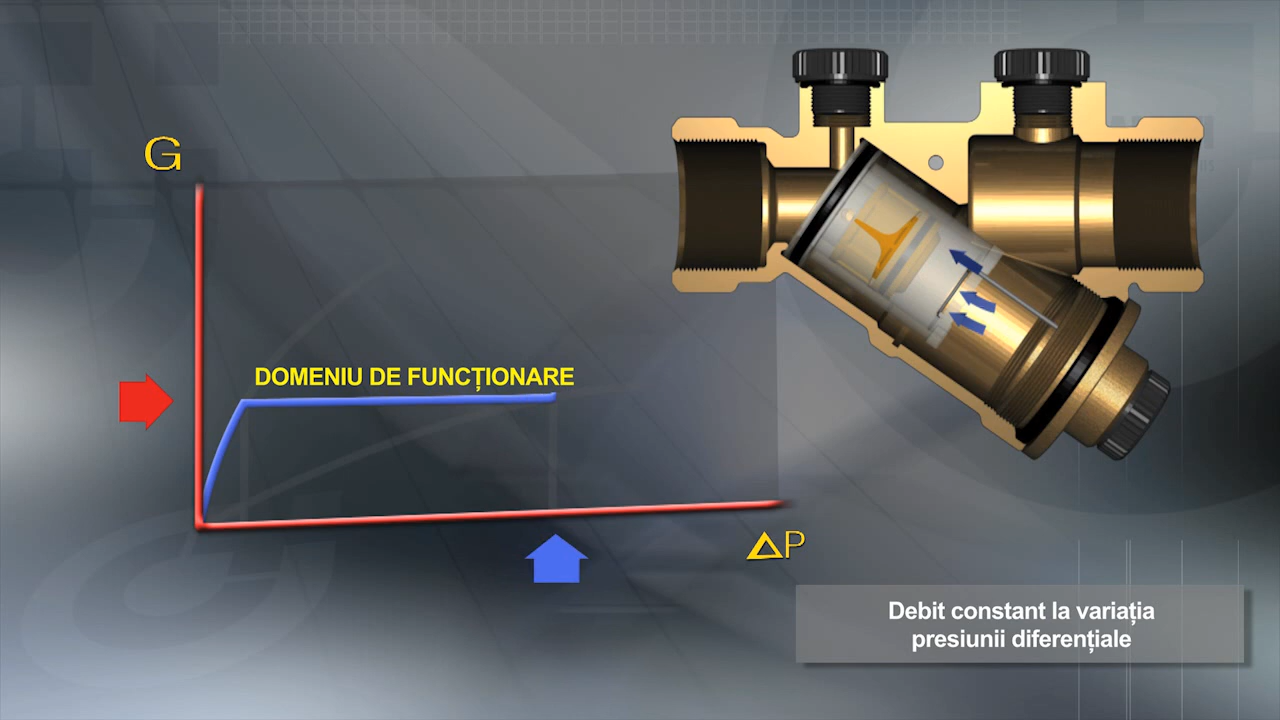 G
DOMENIU DE FUNCȚIONARE
ΔP
Debit constant la variația
presiunii diferențiale